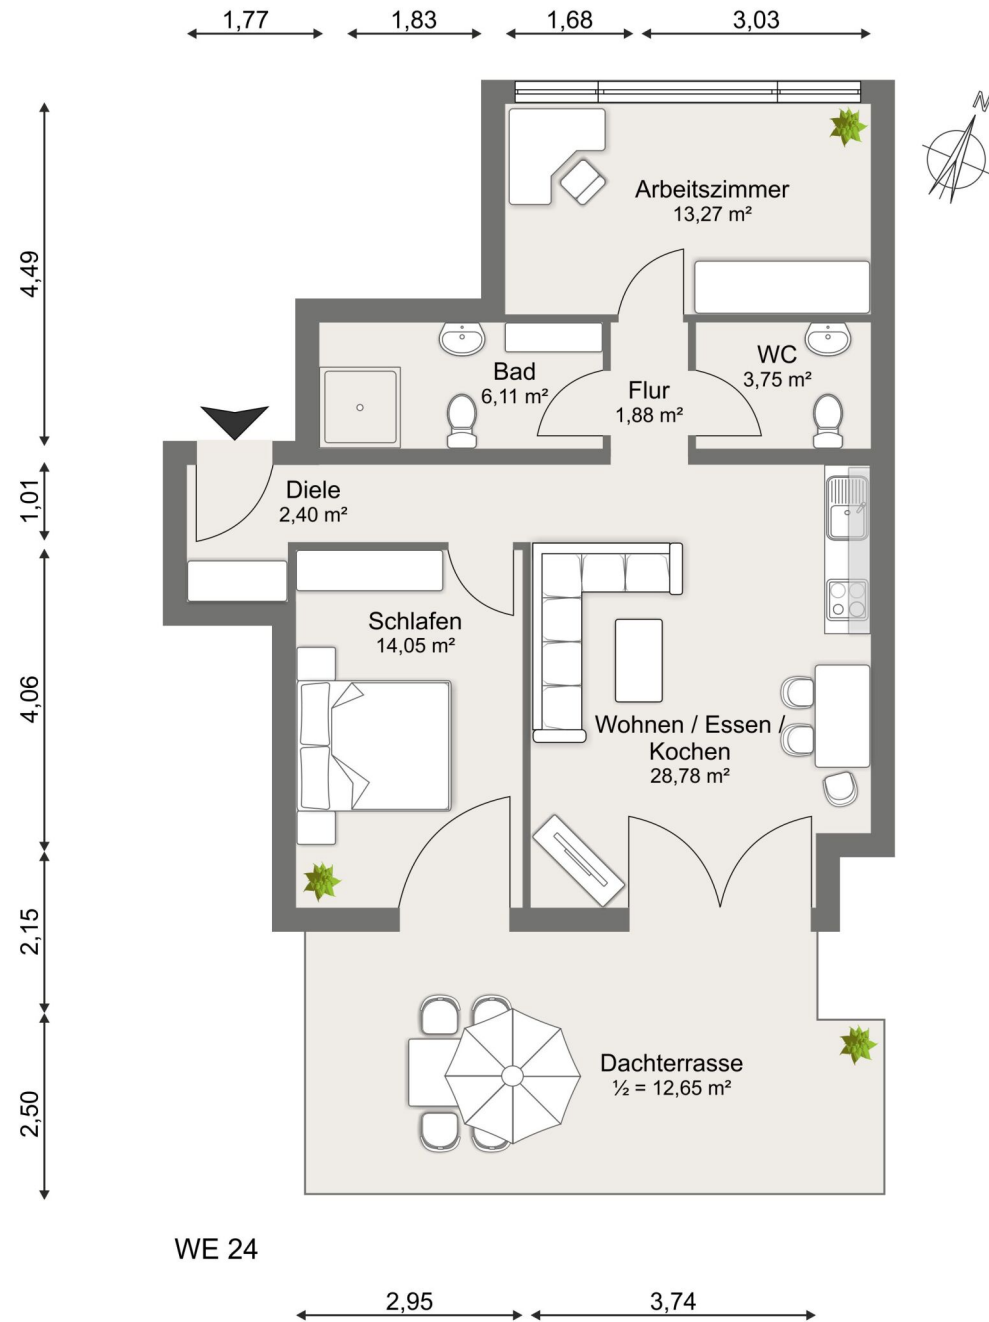 1,77
1,83
1,68
3,03
N
4,49
1,01
4,06
2,15
2,50
Arbeitszimmer
13,27 m²
Bad
6,11 m²
Flur
1,88 m²
WC
3,75 m²
Diele
2,40 m²
Schlafen
14,05 m²
Wohnen / Essen /
Kochen
28,78 m²
Dachterrasse
½ = 12,65 m²
WE 24
2,95
3,74